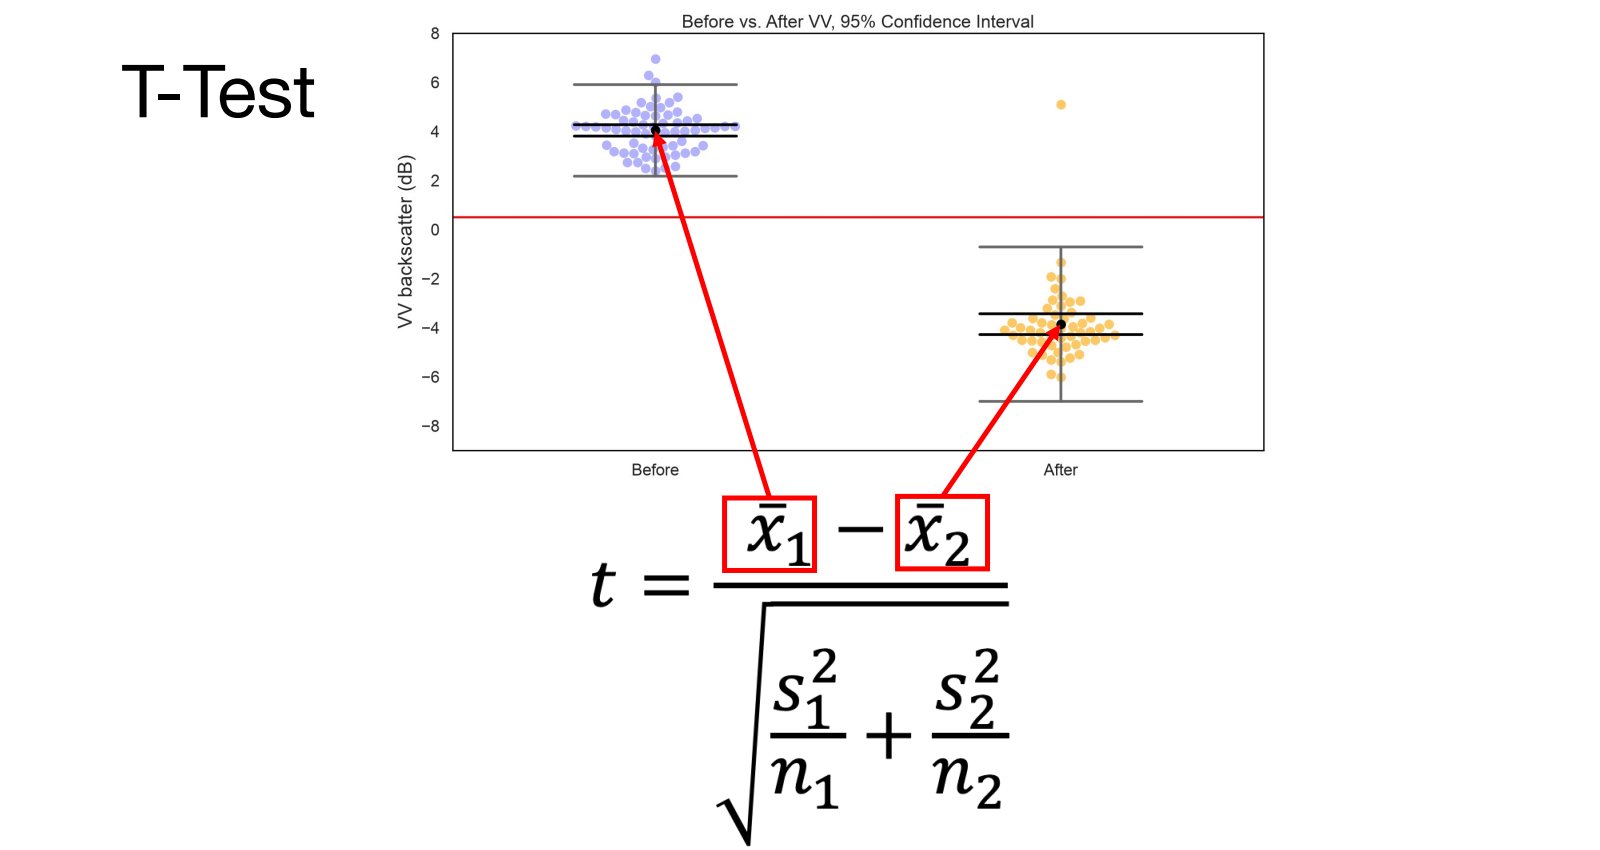 T-Test
Before vs. After VV, 95% Confidence Interval
VV backscatter (dB)
8
6
4
2
0
−2
−4
−6
−8
Before
After
t = (x̄₁ − x̄₂) / √(s₁²/n₁ + s₂²/n₂)